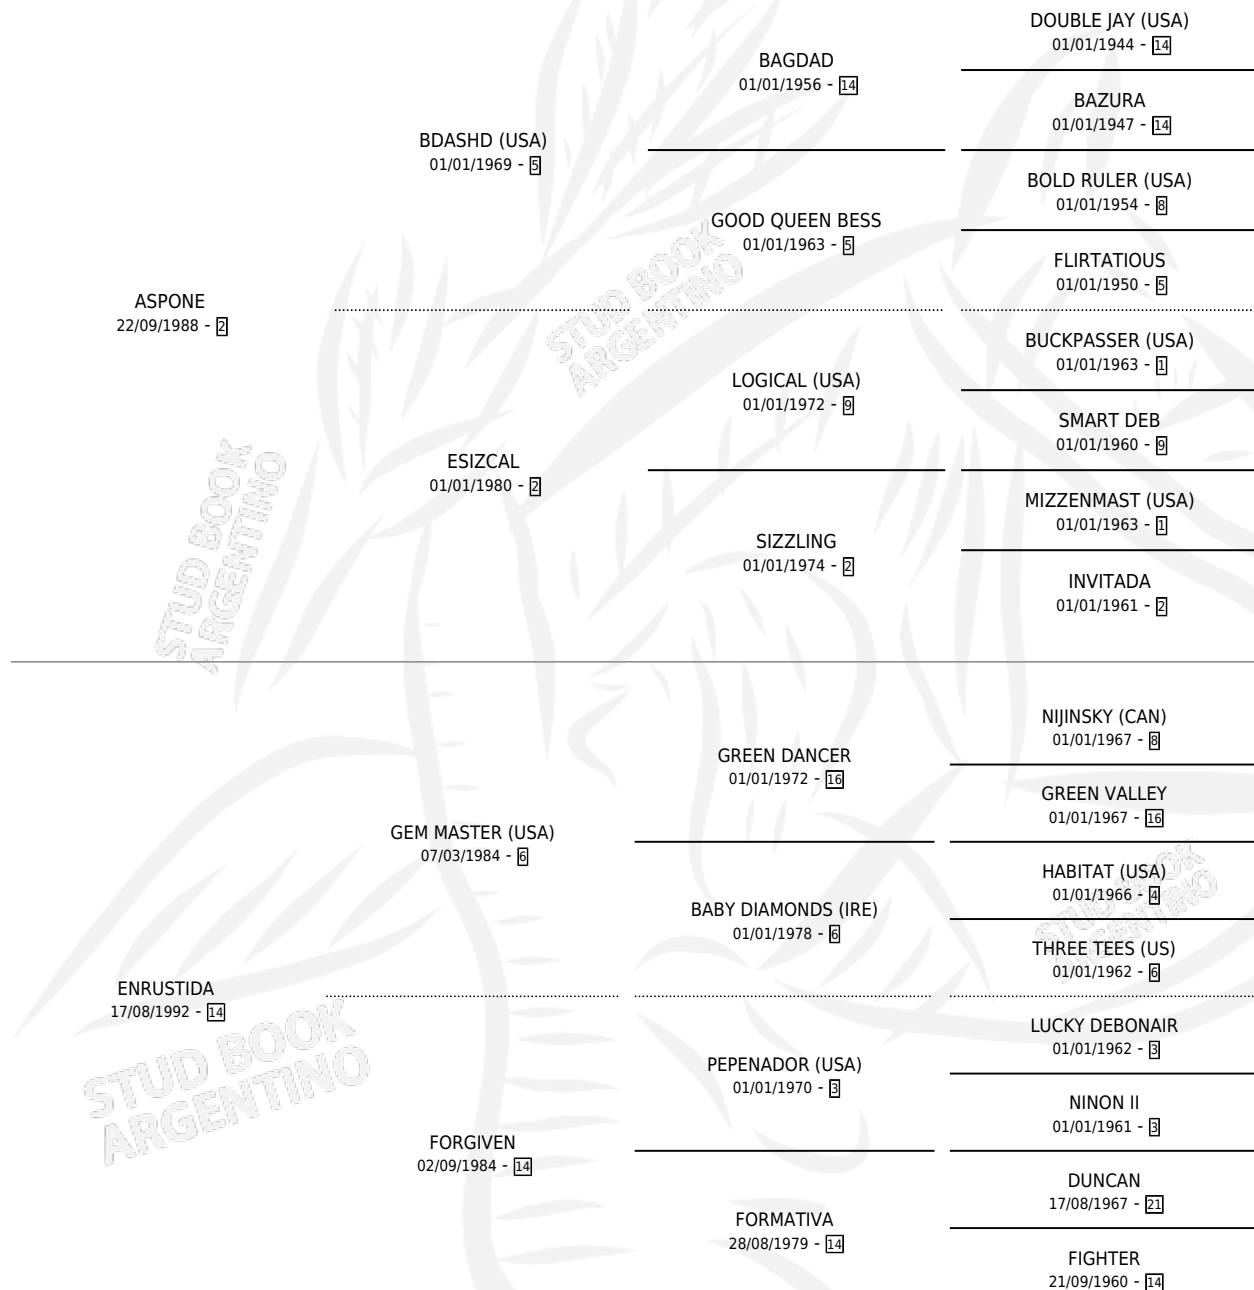 DOUBLE JAY (USA)
01/01/1944 - 14
BAGDAD
01/01/1956 - 14
BAZURA
01/01/1947 - 14
BDASHD (USA)
01/01/1969 - 5
BOLD RULER (USA)
01/01/1954 - 8
GOOD QUEEN BESS
01/01/1963 - 5
FLIRTATIOUS
01/01/1950 - 5
ASPONE
22/09/1988 - 2
BUCKPASSER (USA)
01/01/1963 - 1
LOGICAL (USA)
01/01/1972 - 9
SMART DEB
01/01/1960 - 9
ESIZCAL
01/01/1980 - 2
MIZZENMAST (USA)
01/01/1963 - 1
SIZZLING
01/01/1974 - 2
INVITADA
01/01/1961 - 2
NIJINSKY (CAN)
01/01/1967 - 8
GREEN DANCER
01/01/1972 - 16
GREEN VALLEY
01/01/1967 - 16
GEM MASTER (USA)
07/03/1984 - 6
HABITAT (USA)
01/01/1966 - 4
BABY DIAMONDS (IRE)
01/01/1978 - 6
THREE TEES (US)
01/01/1962 - 6
ENRUSTIDA
17/08/1992 - 14
LUCKY DEBONAIR
01/01/1962 - 3
PEPENADOR (USA)
01/01/1970 - 3
NINON II
01/01/1961 - 3
FORGIVEN
02/09/1984 - 14
DUNCAN
17/08/1967 - 21
FORMATIVA
28/08/1979 - 14
FIGHTER
21/09/1960 - 14
STUD BOOK
ARGENTINO
STUD BOOK
ARGENTINO
STUD BOOK
ARGENTINO
STUD BOOK
ARGENTINO